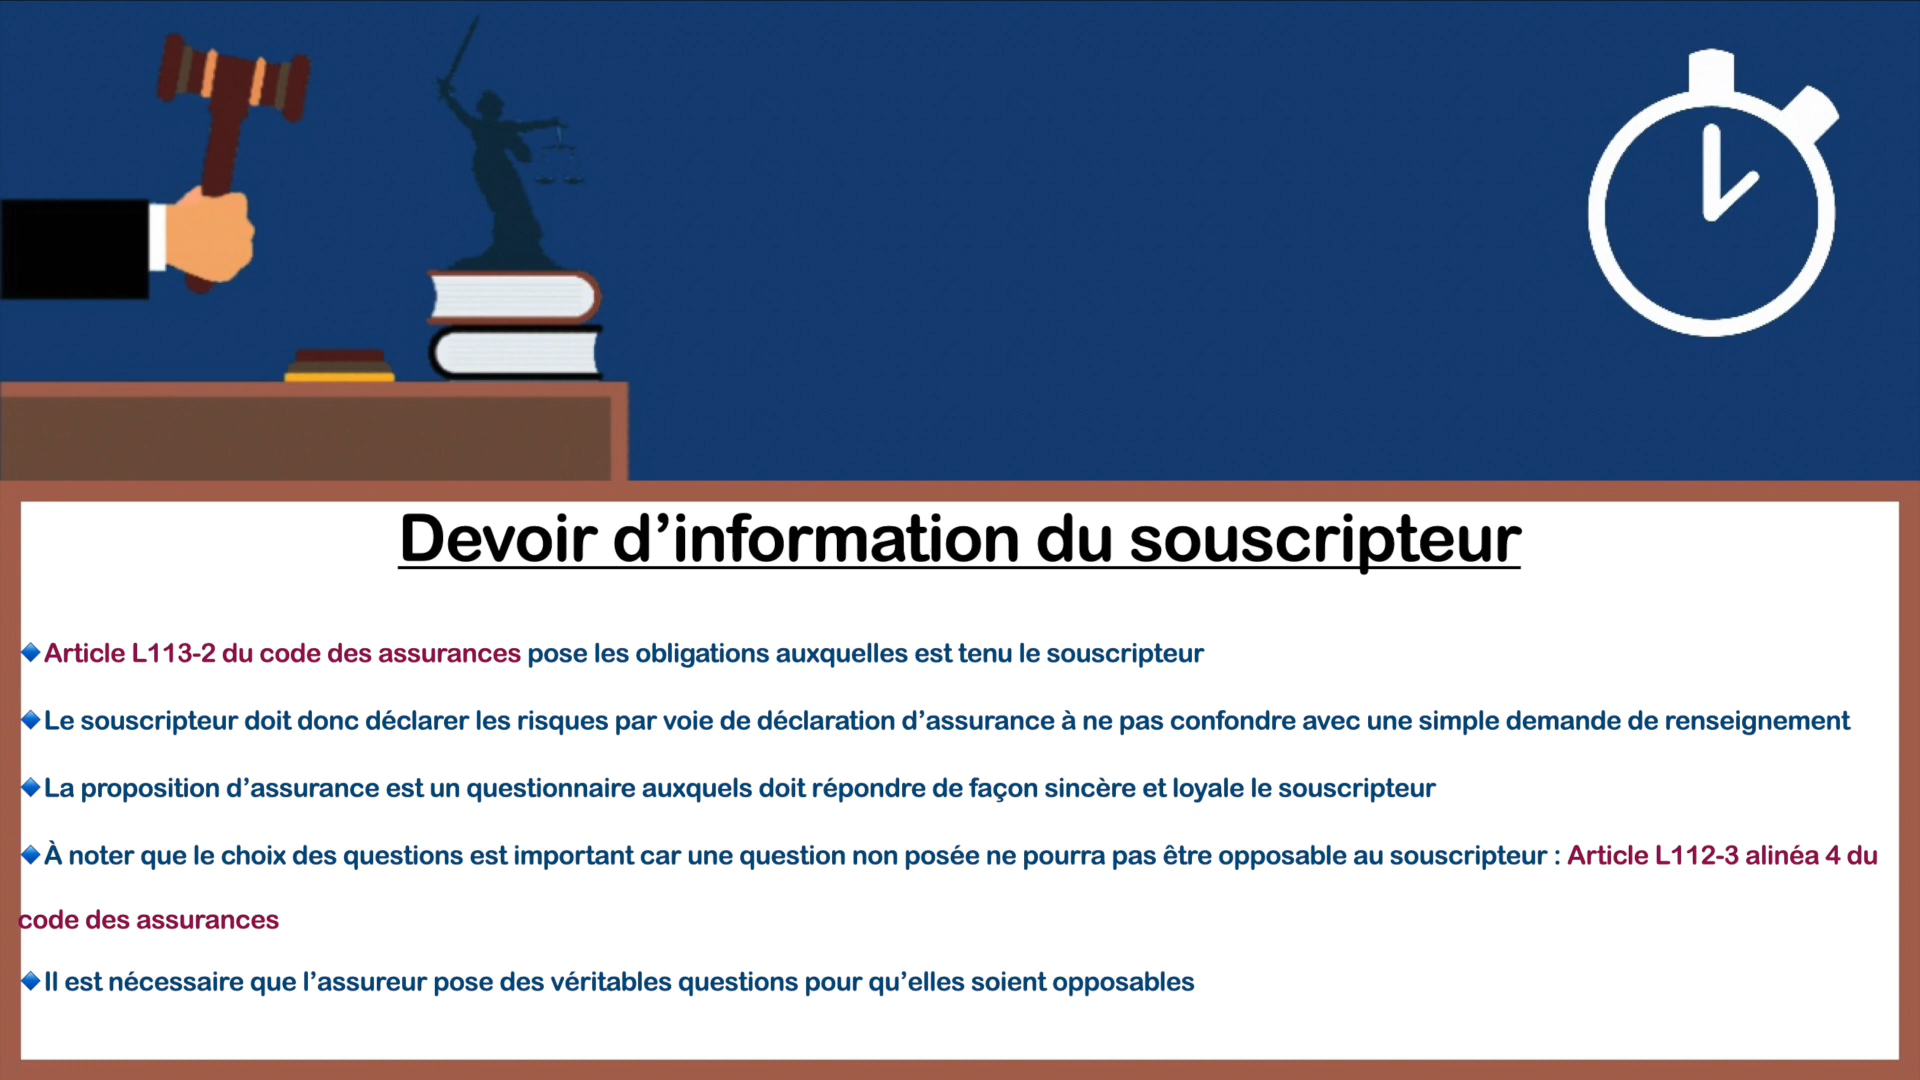 Devoir d’information du souscripteur
🔹Article L113-2 du code des assurances pose les obligations auxquelles est tenu le souscripteur
🔹Le souscripteur doit donc déclarer les risques par voie de déclaration d’assurance à ne pas confondre avec une simple demande de renseignement
🔹La proposition d’assurance est un questionnaire auxquels doit répondre de façon sincère et loyale le souscripteur
🔹À noter que le choix des questions est important car une question non posée ne pourra pas être opposable au souscripteur : Article L112-3 alinéa 4 du
code des assurances
🔹Il est nécessaire que l’assureur pose des véritables questions pour qu’elles soient opposables